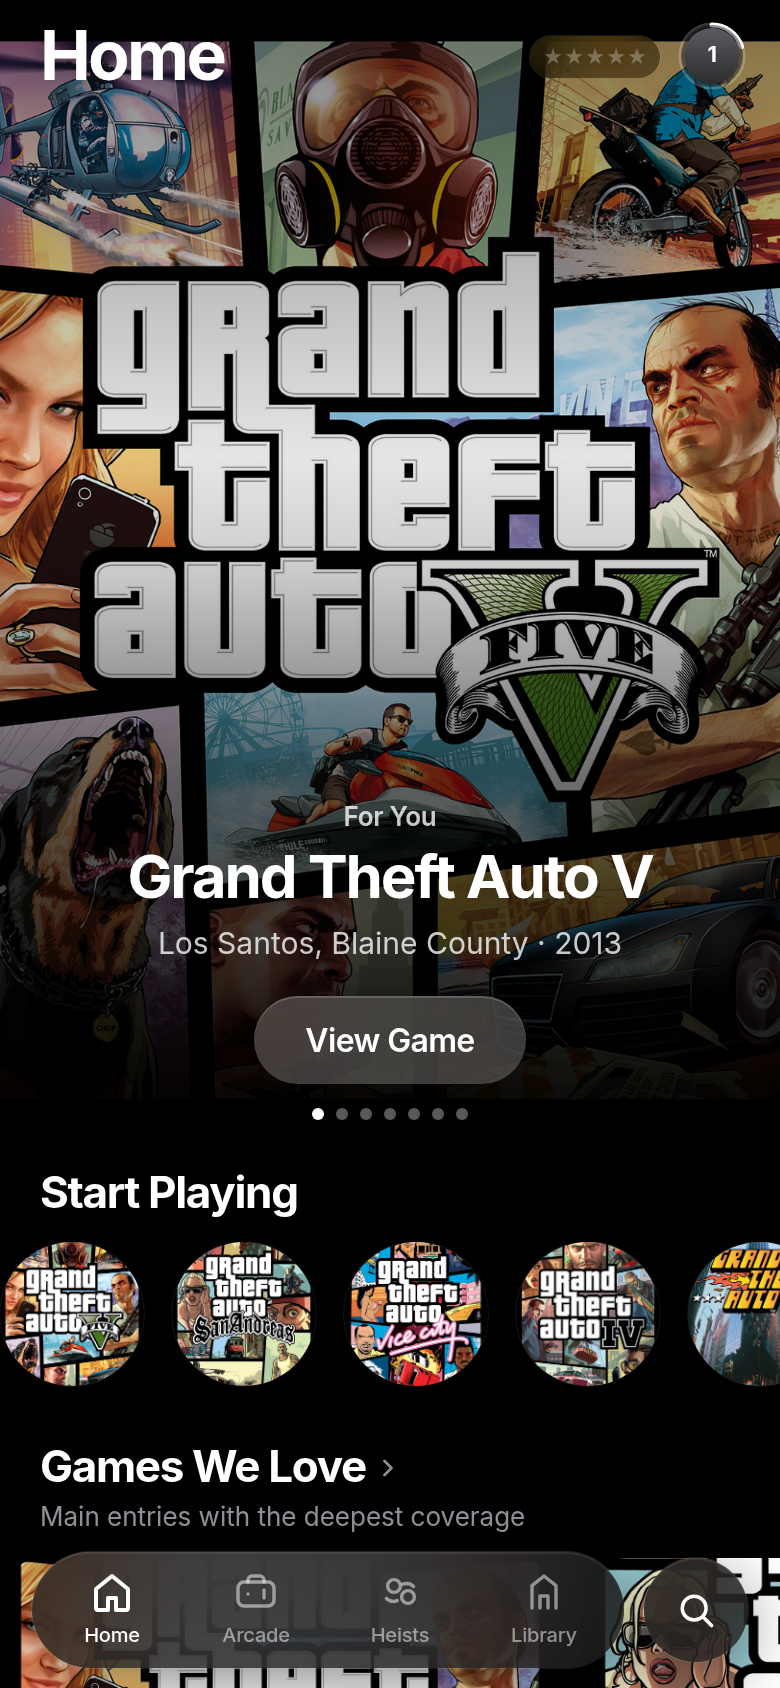 Home
★★★★★
1
grand
theft
auto
FIVE
™
For You
Grand Theft Auto V
Los Santos, Blaine County · 2013
View Game
CHOP
Start Playing
grand
theft
auto
V
grand
theft
auto
San Andreas
grand
theft
auto
vice city
grand
theft
auto
IV
Games We Love
Main entries with the deepest coverage
Home
Arcade
Heists
Library